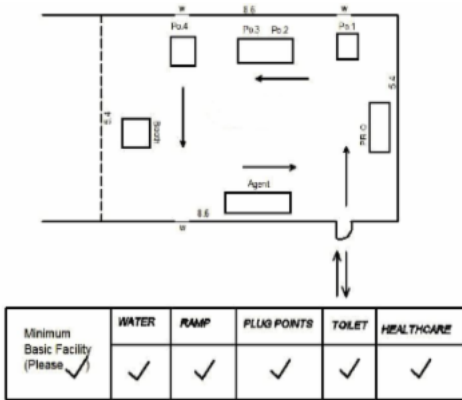 w 8.6 w
Po.4 Po.3 Po.2 Po.1
5.4
5.4
Booth
PRO
Agent
8.6
w
WATER RAMP PLUG POINTS TOILET HEALTHCARE
Minimum
Basic Facility
(Please ✓)
✓ ✓ ✓ ✓ ✓